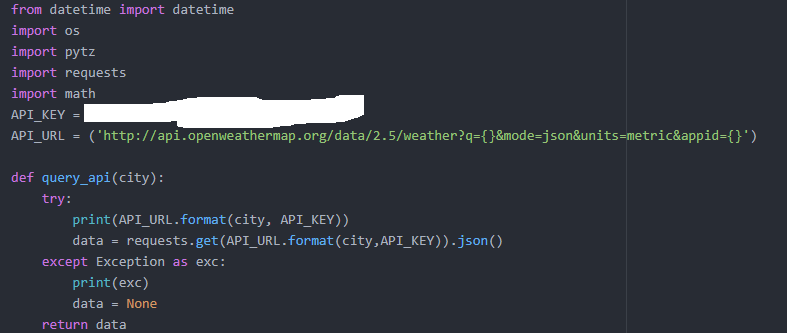 from datetime import datetime
import os
import pytz
import requests
import math
API_KEY =
API_URL = ('http://api.openweathermap.org/data/2.5/weather?q={}&mode=json&units=metric&appid={}')
def query_api(city):
try:
print(API_URL.format(city, API_KEY))
data = requests.get(API_URL.format(city,API_KEY)).json()
except Exception as exc:
print(exc)
data = None
return data